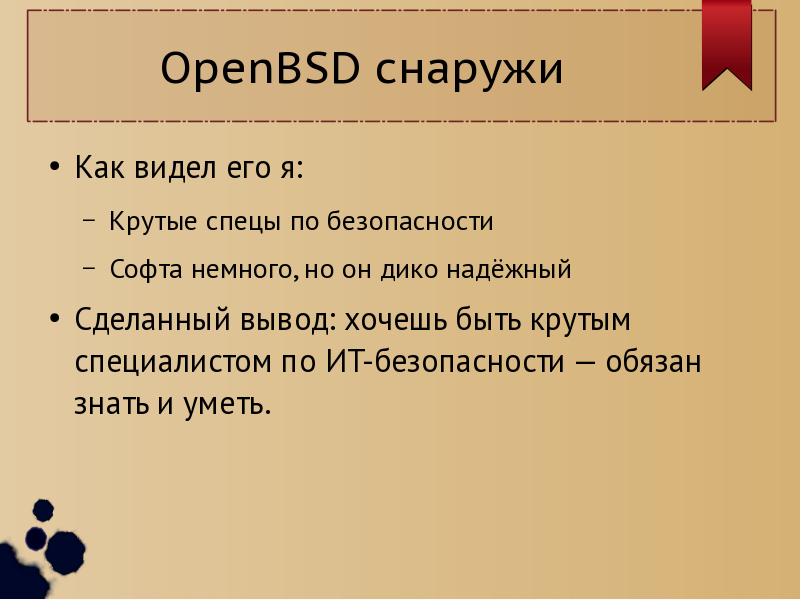 OpenBSD снаружи
• Как видел его я:
– Крутые спецы по безопасности
– Софта немного, но он дико надёжный
• Сделанный вывод: хочешь быть крутым
специалистом по ИТ-безопасности — обязан
знать и уметь.